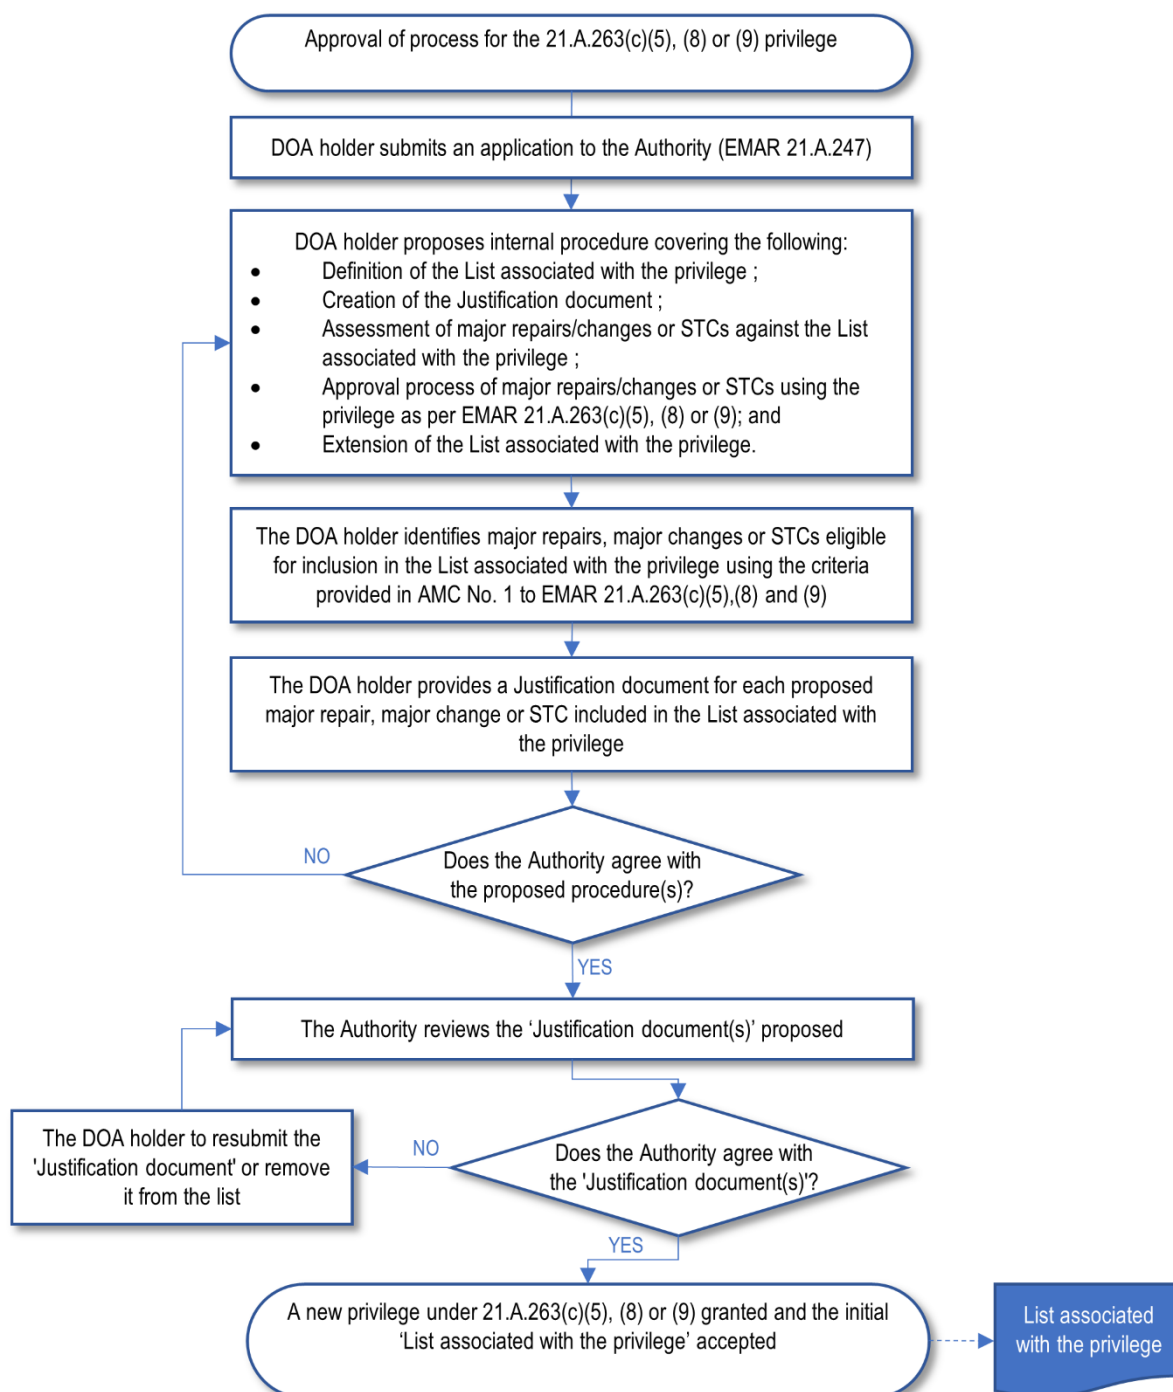 Approval of process for the 21.A.263(c)(5), (8) or (9) privilege
DOA holder submits an application to the Authority (EMAR 21.A.247)
DOA holder proposes internal procedure covering the following:
• Definition of the List associated with the privilege ;
• Creation of the Justification document ;
• Assessment of major repairs/changes or STCs against the List
associated with the privilege ;
• Approval process of major repairs/changes or STCs using the
privilege as per EMAR 21.A.263(c)(5), (8) or (9); and
• Extension of the List associated with the privilege.
The DOA holder identifies major repairs, major changes or STCs eligible
for inclusion in the List associated with the privilege using the criteria
provided in AMC No. 1 to EMAR 21.A.263(c)(5),(8) and (9)
The DOA holder provides a Justification document for each proposed
major repair, major change or STC included in the List associated with
the privilege
NO
Does the Authority agree with
the proposed procedure(s)?
YES
The Authority reviews the ‘Justification document(s)’ proposed
The DOA holder to resubmit the
'Justification document' or remove
it from the list
NO
Does the Authority agree with
the 'Justification document(s)'?
YES
A new privilege under 21.A.263(c)(5), (8) or (9) granted and the initial
‘List associated with the privilege’ accepted
List associated
with the privilege